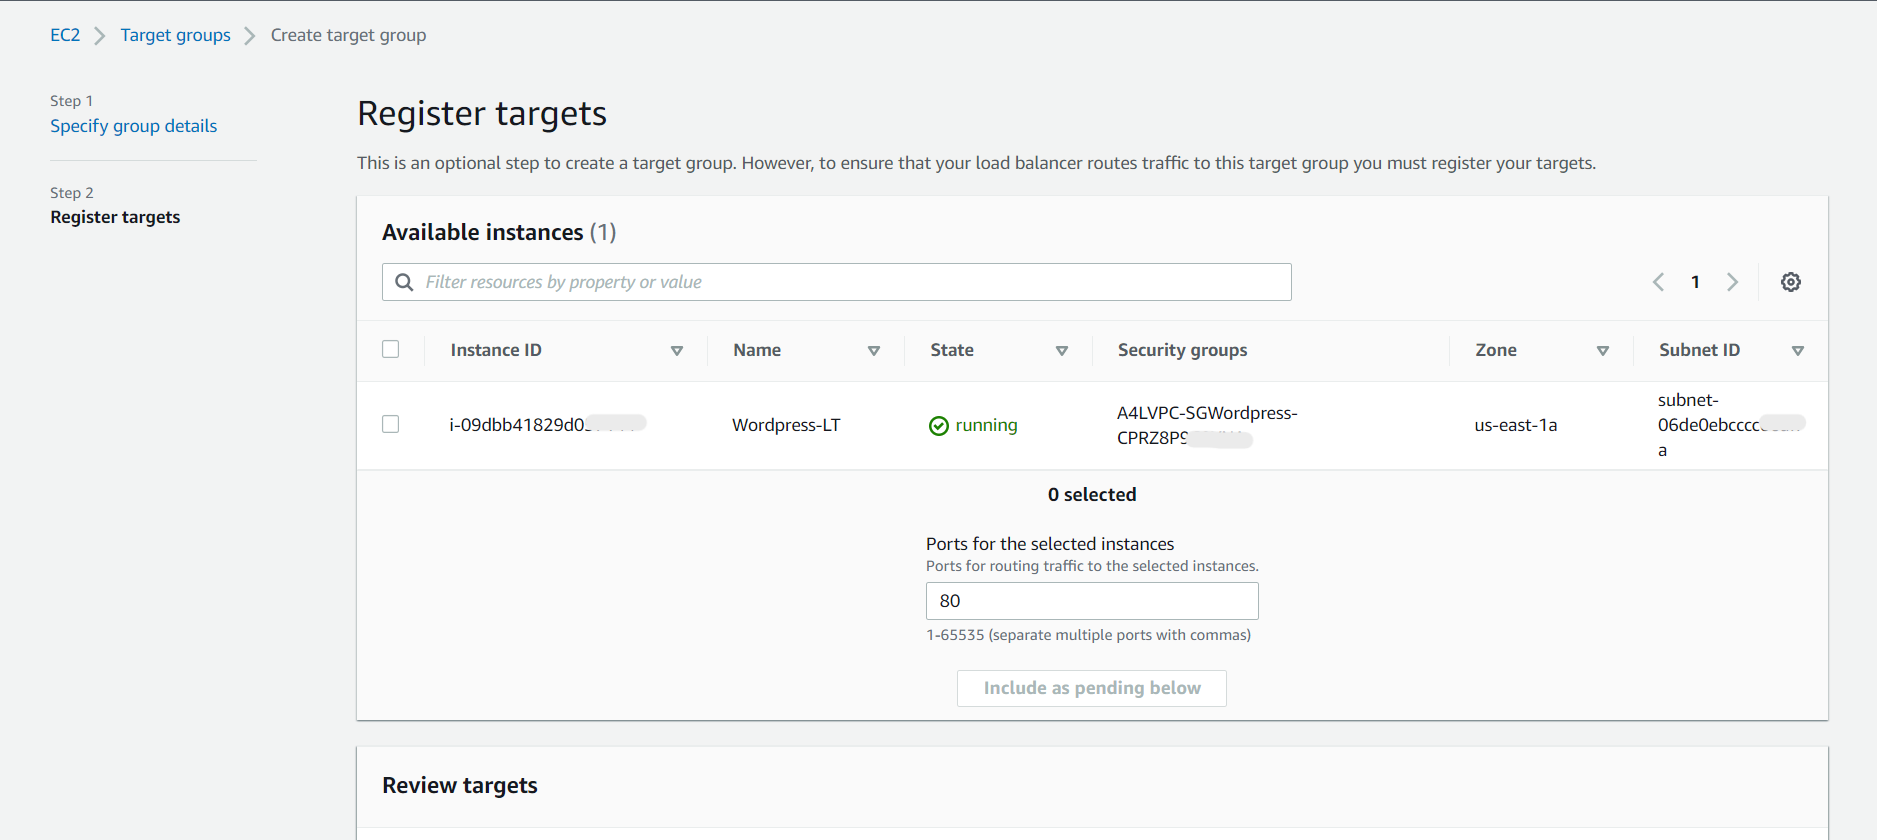 EC2 Target groups Create target group
Step 1
Specify group details
Step 2
Register targets
Register targets
This is an optional step to create a target group. However, to ensure that your load balancer routes traffic to this target group you must register your targets.
Available instances (1)
Filter resources by property or value
1
Instance ID Name State Security groups Zone Subnet ID
i-09dbb41829d0 Wordpress-LT running A4LVPC-SGWordpress-
CPRZ8P9 us-east-1a subnet-
06de0ebcccc
a
0 selected
Ports for the selected instances
Ports for routing traffic to the selected instances.
80
1-65535 (separate multiple ports with commas)
Include as pending below
Review targets